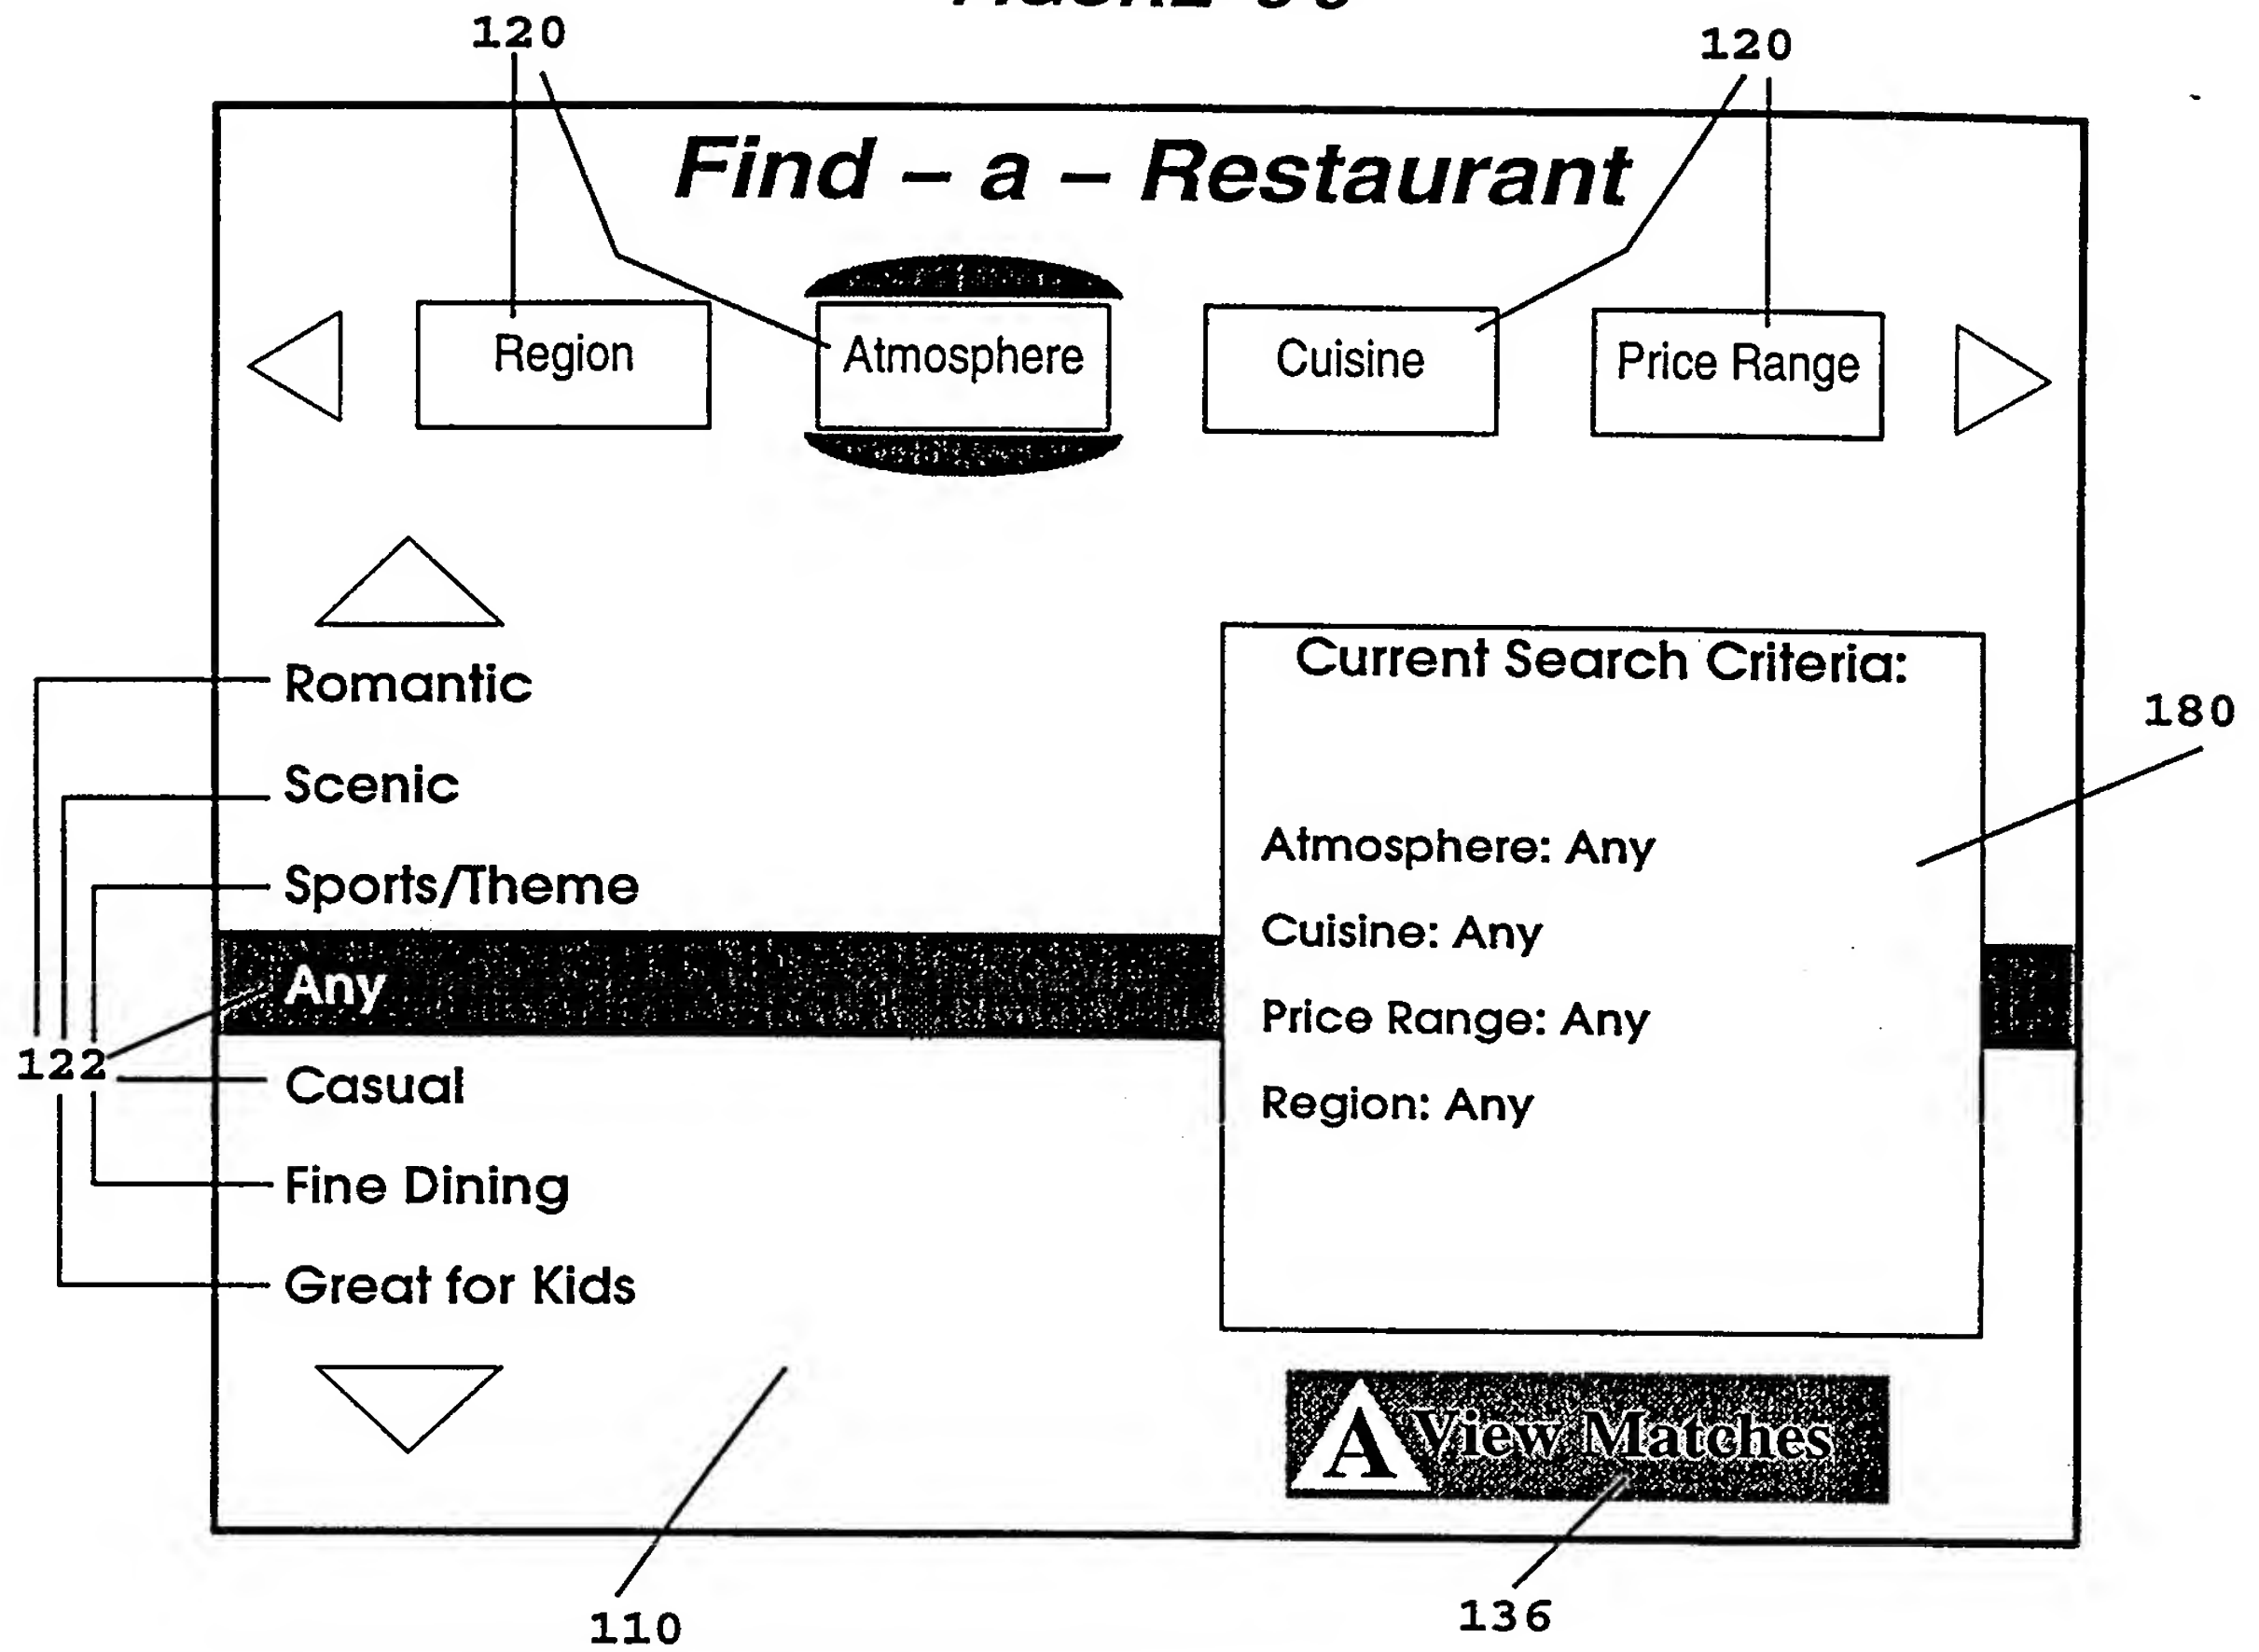 120
120
Find - a - Restaurant
Region
Atmosphere
Cuisine
Price Range
Romantic
Scenic
Sports/Theme
Any
Casual
Fine Dining
Great for Kids
122
Current Search Criteria:
Atmosphere: Any
Cuisine: Any
Price Range: Any
Region: Any
180
A View Matches
110
136